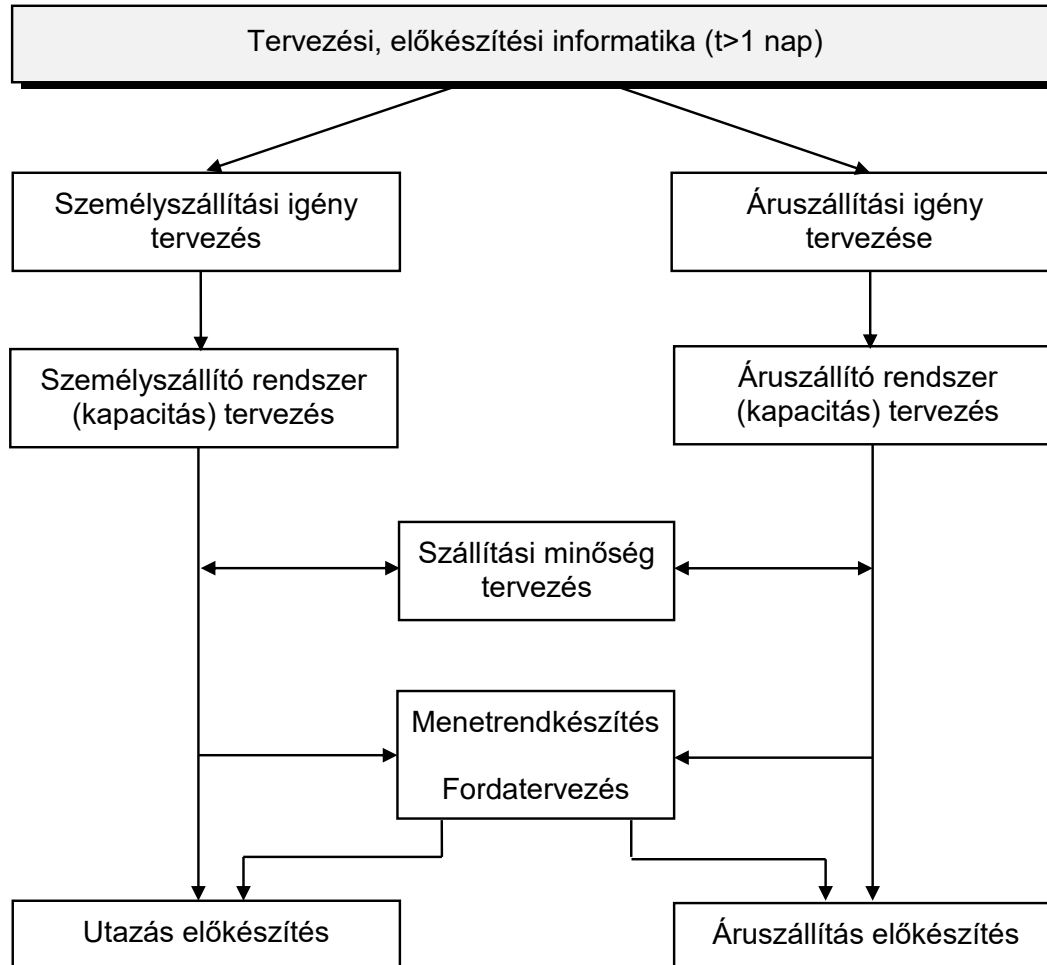 Tervezési, előkészítési informatika (t>1 nap)
Személyszállítási igény
tervezés
Áruszállítási igény
tervezése
Személyszállító rendszer
(kapacitás) tervezés
Áruszállító rendszer
(kapacitás) tervezés
Szállítási minőség
tervezés
Menetrendkészítés
Fordatervezés
Utazás előkészítés
Áruszállítás előkészítés